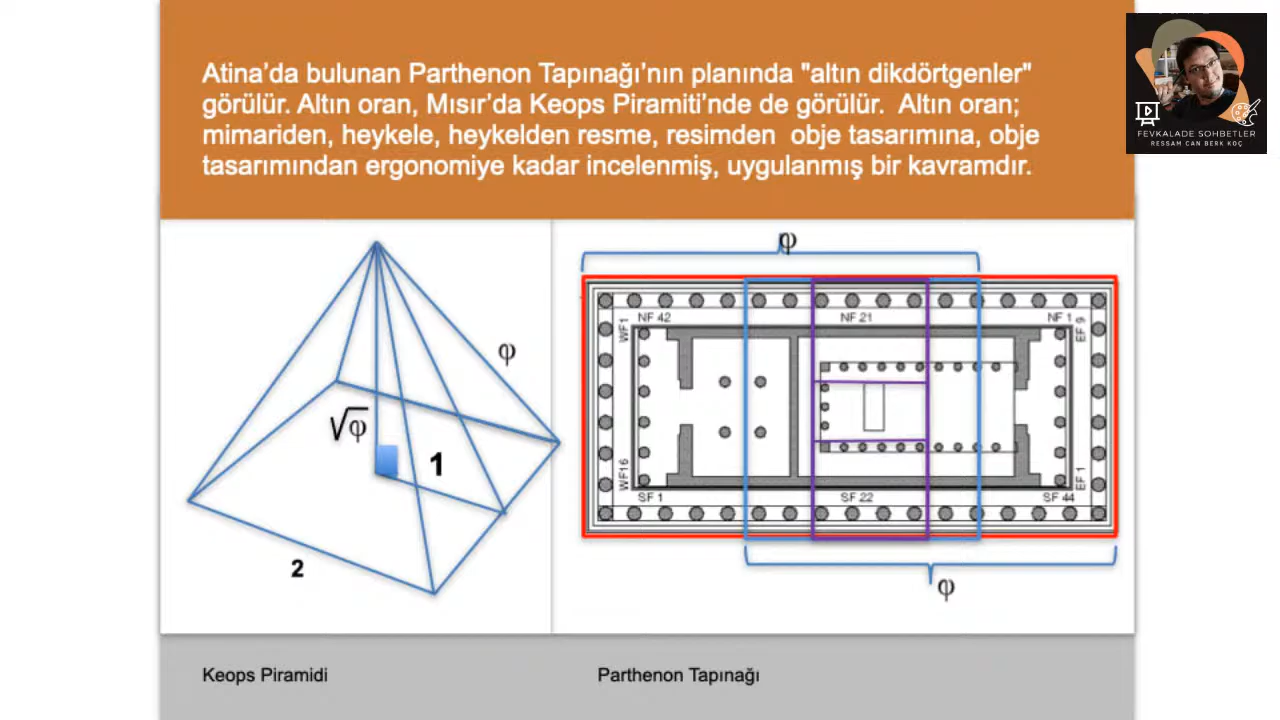 Atina’da bulunan Parthenon Tapınağı’nın planında "altın dikdörtgenler"
görülür. Altın oran, Mısır’da Keops Piramiti’nde de görülür.  Altın oran;
mimariden, heykele, heykelden resme, resimden  obje tasarımına, obje
tasarımından ergonomiye kadar incelenmiş, uygulanmış bir kavramdır.
FEVKALADE SOHBETLER
RESSAM CAN BERK KOÇ
φ
√φ
1
2
φ
NF 42
NF 21
NF 1
WF1
EF 9
WF16
EF 1
SF 1
SF 22
SF 44
φ
Keops Piramidi
Parthenon Tapınağı